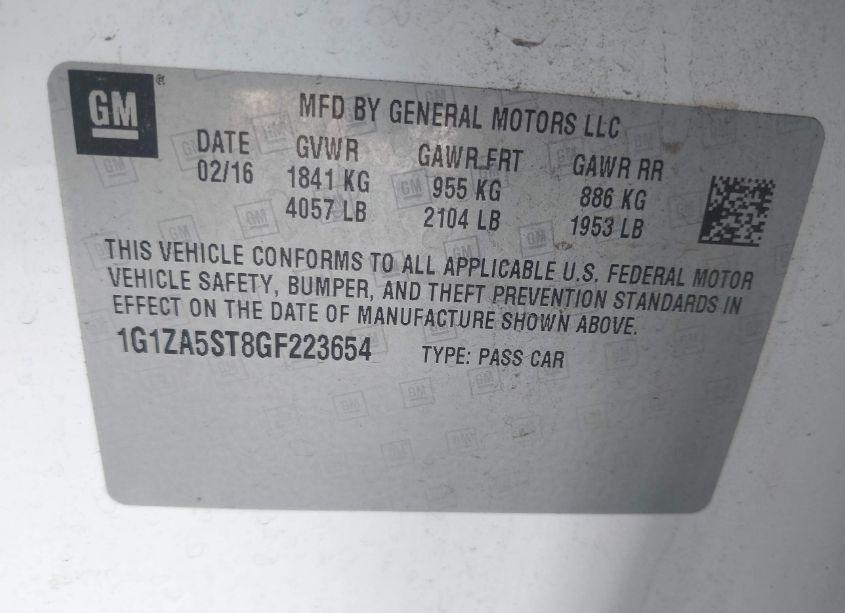 GM ®
MFD BY GENERAL MOTORS LLC
DATE GVWR GAWR FRT GAWR RR
02/16 1841 KG 955 KG 886 KG
4057 LB 2104 LB 1953 LB
THIS VEHICLE CONFORMS TO ALL APPLICABLE U.S. FEDERAL MOTOR
VEHICLE SAFETY, BUMPER, AND THEFT PREVENTION STANDARDS IN
EFFECT ON THE DATE OF MANUFACTURE SHOWN ABOVE.
1G1ZA5ST8GF223654 TYPE: PASS CAR